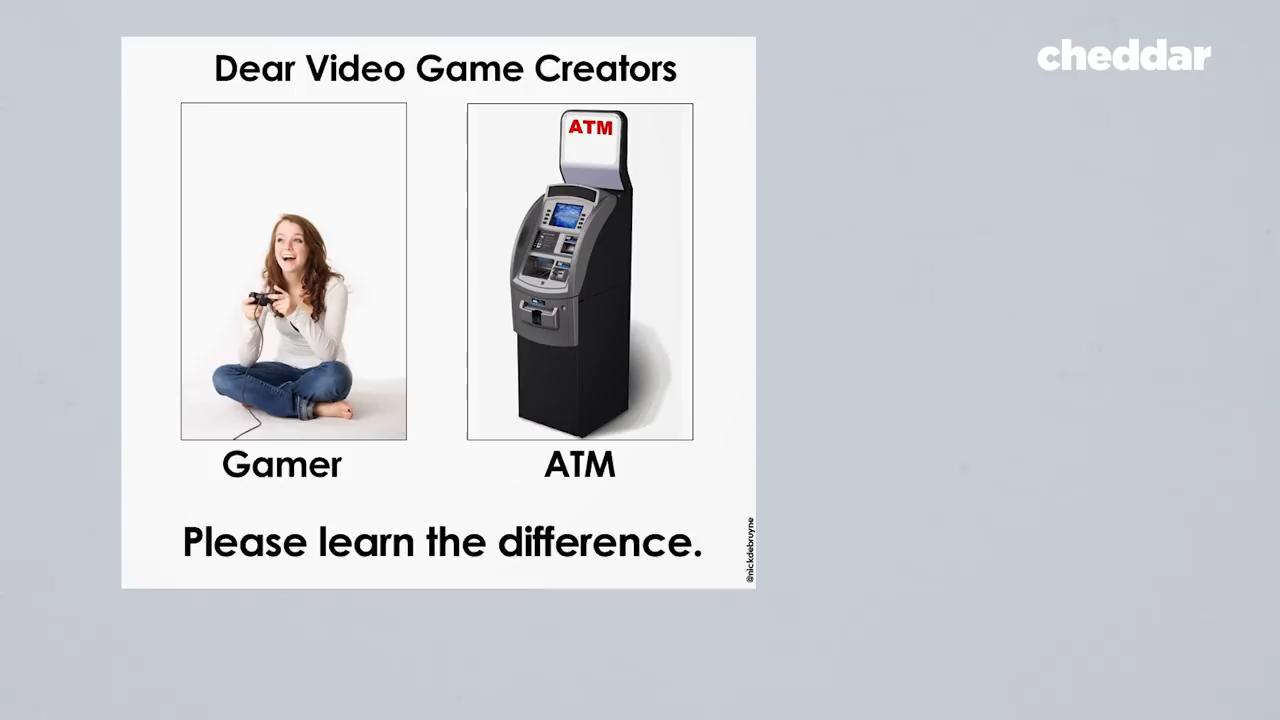 cheddar
Dear Video Game Creators
ATM
Gamer
ATM
Please learn the difference.
@nickdebruyne